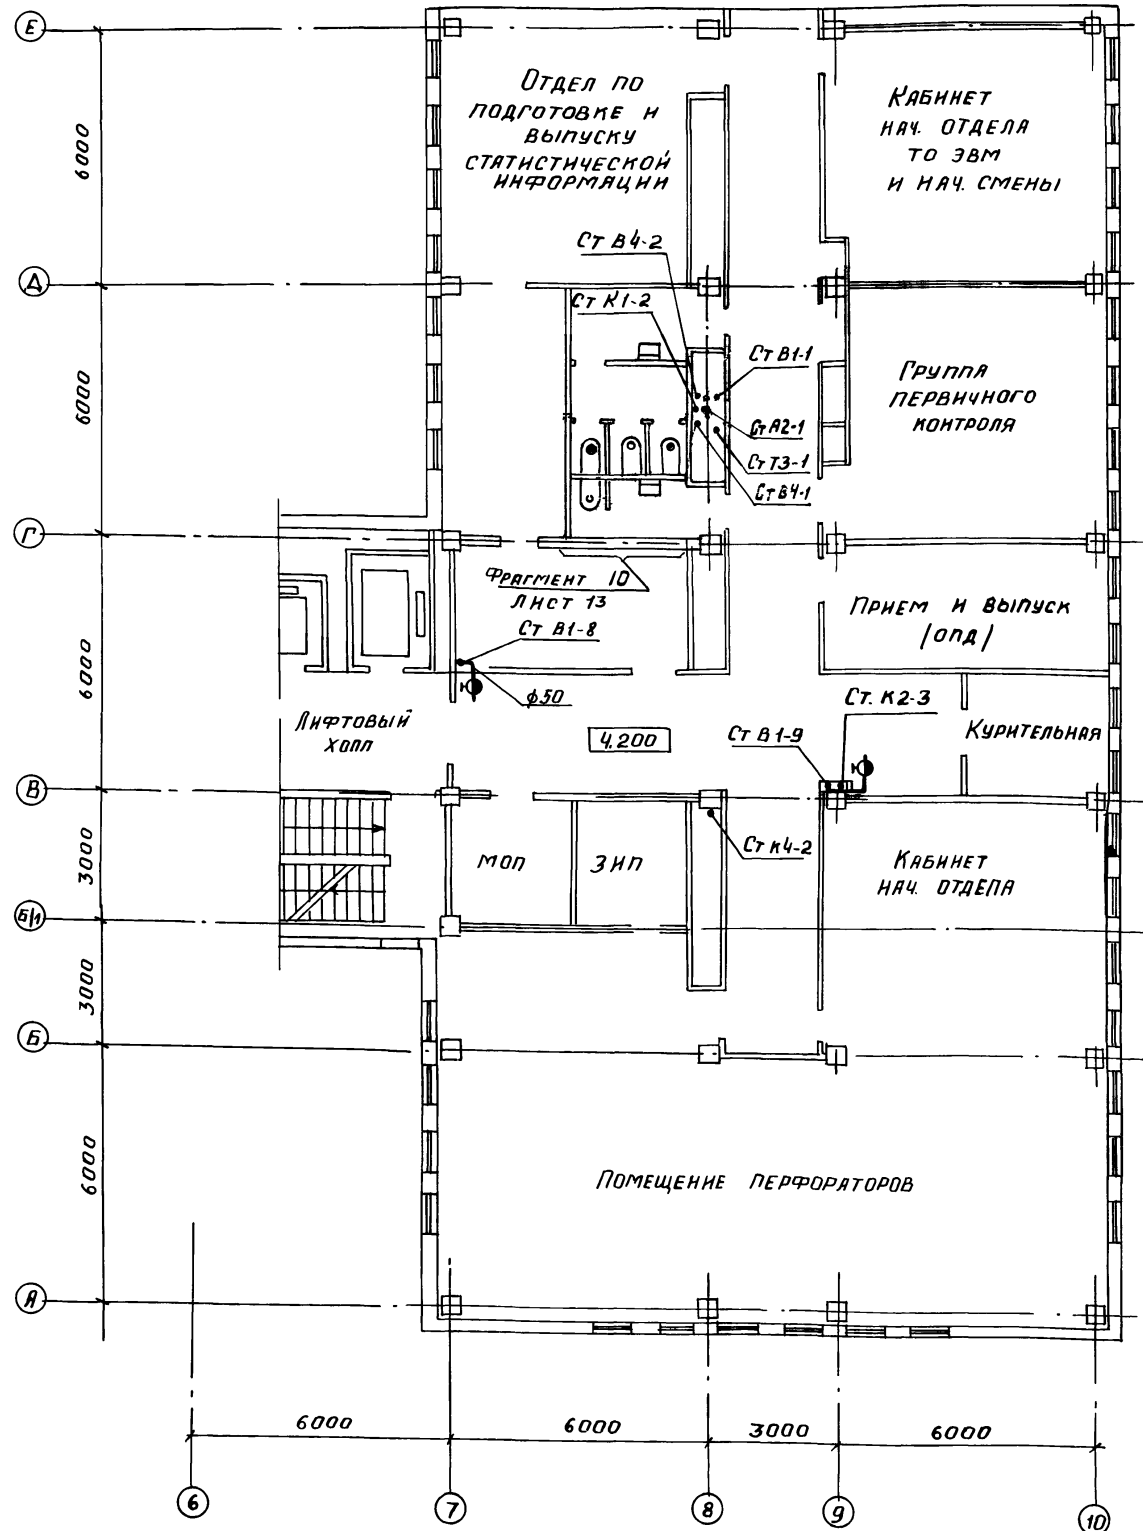 Е
6000
Отдел по
подготовке и
выпуску
статистической
информации
Кабинет
нач. отдела
ТО ЭВМ
и нач. смены
Ст В4-2
Д
Ст К1-2
Ст В1-1
6000
Группа
первичного
контроля
Ст А2-1
Ст Т3-1
Ст В4-1
Г
Фрагмент 10
Лист 13
Ст В1-8
Прием и выпуск
/ОПД/
6000
ф50
Ст. К2-3
Лифтовый
холл
4.200
Ст В1-9
Курительная
В
3000
МОП
ЗИП
Ст К4-2
Кабинет
нач. отдела
Б/1
3000
Б
6000
Помещение перфораторов
А
6000
6000
3000
6000
6
7
8
9
10